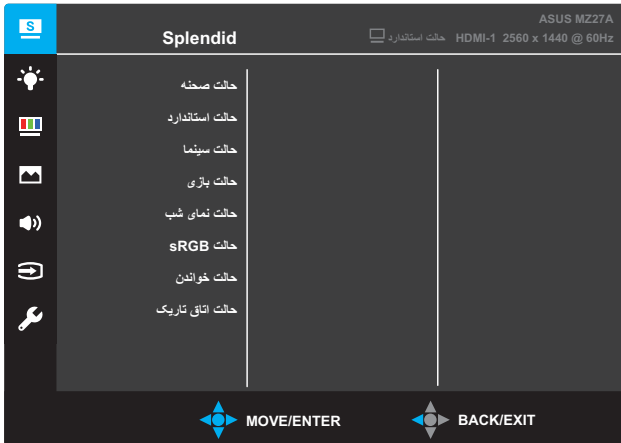 S
Splendid
ASUS MZ27A
حالت استاندارد HDMI-1 2560 x 1440 @ 60Hz
حالت صحنه
حالت استاندارد
حالت سینما
حالت بازی
حالت نمای شب
حالت sRGB
حالت خواندن
حالت اتاق تاریک
MOVE/ENTER
BACK/EXIT